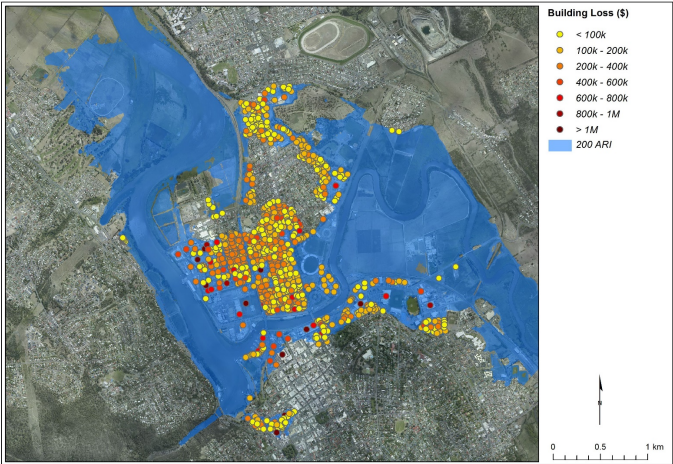 Building Loss ($)
< 100k
100k - 200k
200k - 400k
400k - 600k
600k - 800k
800k - 1M
> 1M
200 ARI
N
0 0.5 1 km